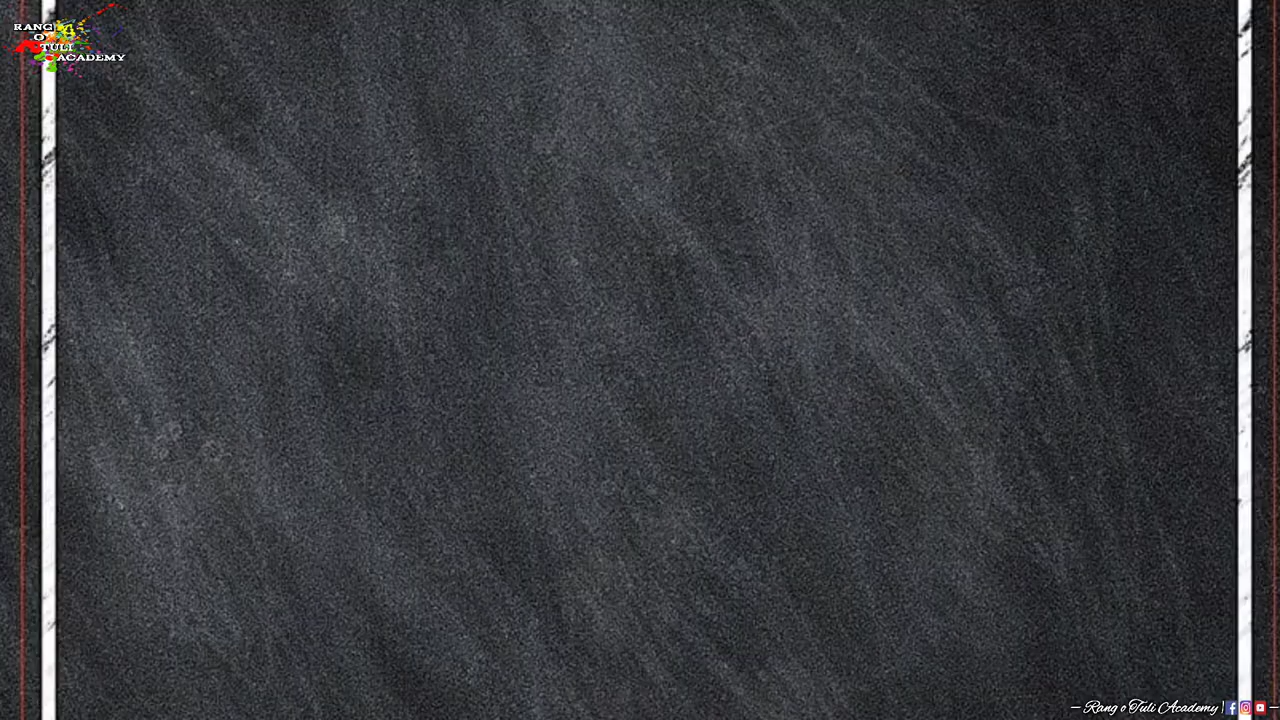 RANG
O
TULI
ACADEMY
— Rang o Tuli Academy | —